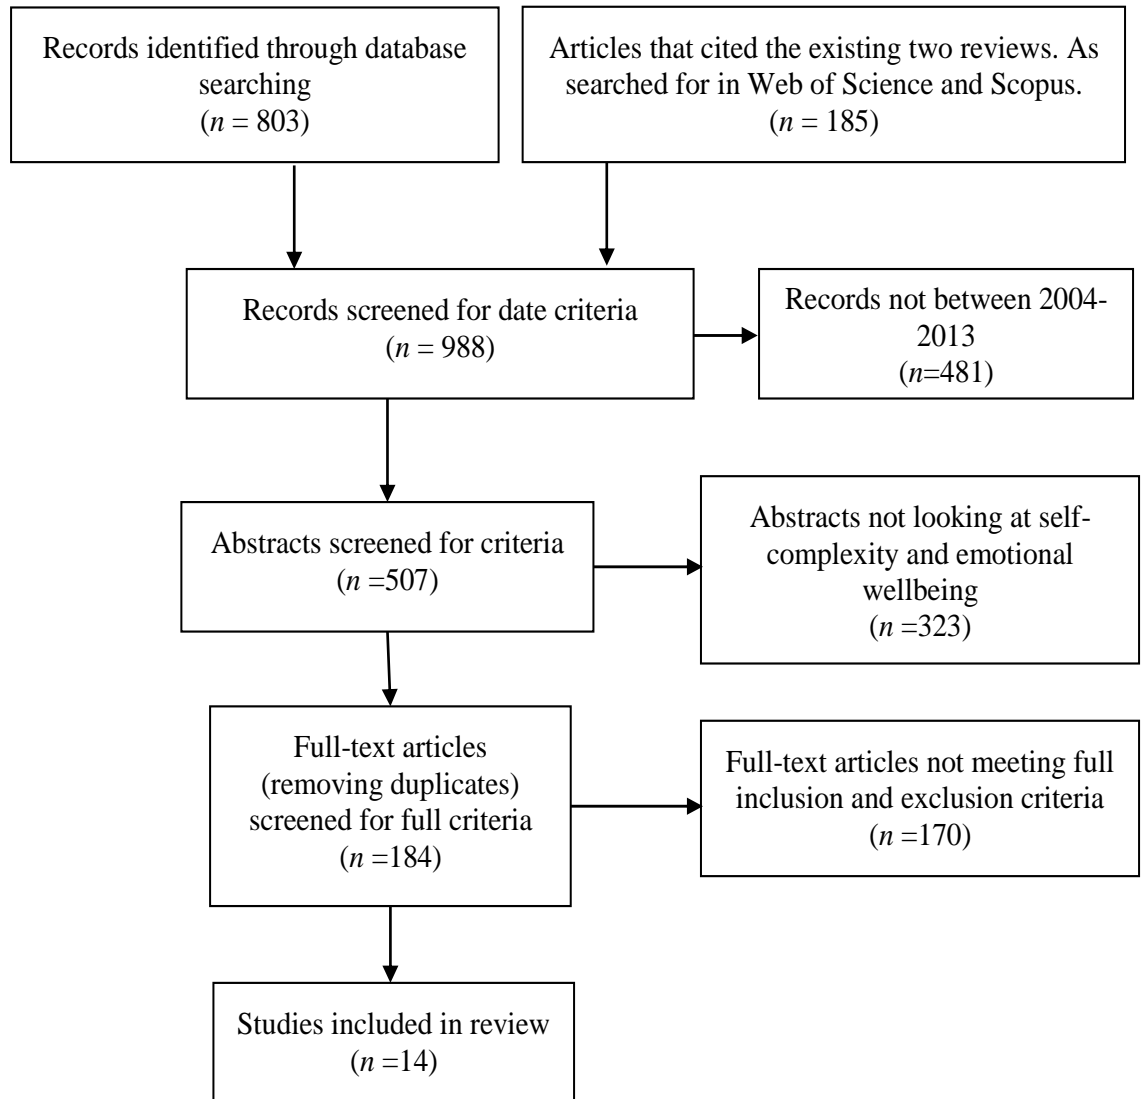 Records identified through database
searching
(n = 803)
Articles that cited the existing two reviews. As
searched for in Web of Science and Scopus.
(n = 185)
Records screened for date criteria
(n = 988)
Records not between 2004-
2013
(n=481)
Abstracts screened for criteria
(n =507)
Abstracts not looking at self-
complexity and emotional
wellbeing
(n =323)
Full-text articles
(removing duplicates)
screened for full criteria
(n =184)
Full-text articles not meeting full
inclusion and exclusion criteria
(n =170)
Studies included in review
(n =14)